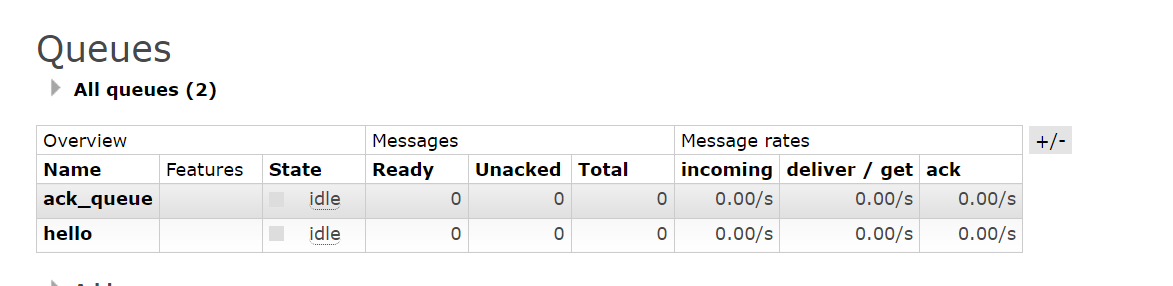 Queues
All queues (2)
Overview Messages Message rates +/-
Name Features State Ready Unacked Total incoming deliver / get ack
ack_queue idle 0 0 0 0.00/s 0.00/s 0.00/s
hello idle 0 0 0 0.00/s 0.00/s 0.00/s